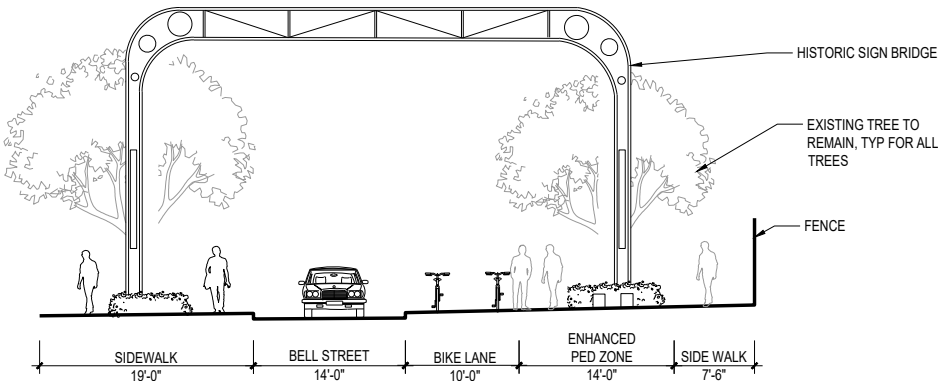 HISTORIC SIGN BRIDGE
EXISTING TREE TO
REMAIN, TYP FOR ALL
TREES
FENCE
SIDEWALK
19'-0"
BELL STREET
14'-0"
BIKE LANE
10'-0"
ENHANCED
PED ZONE
14'-0"
SIDE WALK
7'-6"